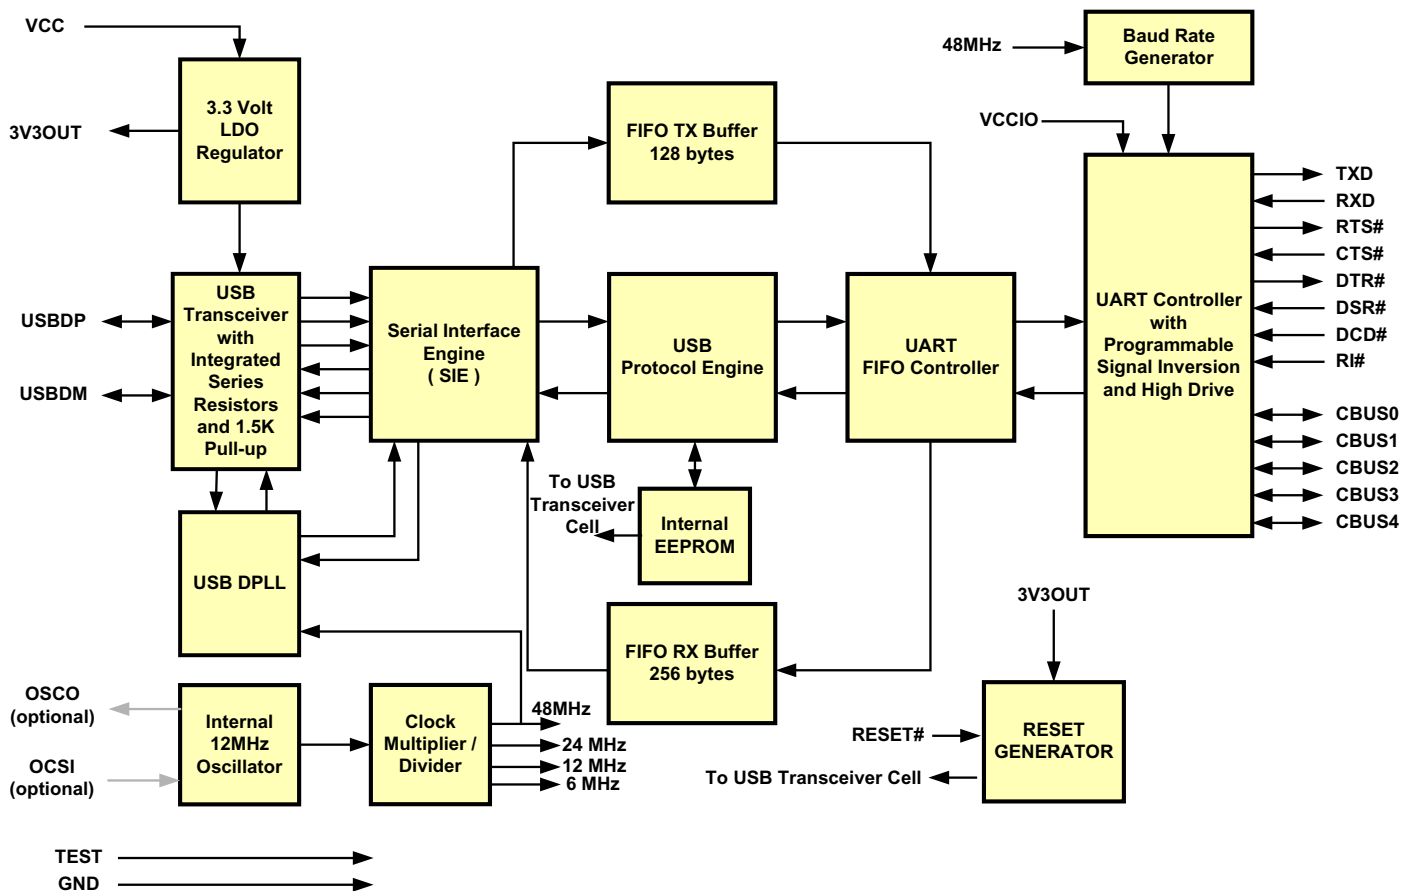 VCC
3.3 Volt
LDO
Regulator
3V3OUT
48MHz
Baud Rate
Generator
VCCIO
FIFO TX Buffer
128 bytes
USBDP
USBDM
USB
Transceiver
with
Integrated
Series
Resistors
and 1.5K
Pull-up
Serial Interface
Engine
( SIE )
USB
Protocol Engine
UART
FIFO Controller
UART Controller
with
Programmable
Signal Inversion
and High Drive
TXD
RXD
RTS#
CTS#
DTR#
DSR#
DCD#
RI#
CBUS0
CBUS1
CBUS2
CBUS3
CBUS4
To USB
Transceiver
Cell
Internal
EEPROM
USB DPLL
FIFO RX Buffer
256 bytes
3V3OUT
RESET#
RESET
GENERATOR
To USB Transceiver Cell
OSCO
(optional)
OCSI
(optional)
Internal
12MHz
Oscillator
Clock
Multiplier /
Divider
48MHz
24 MHz
12 MHz
6 MHz
TEST
GND